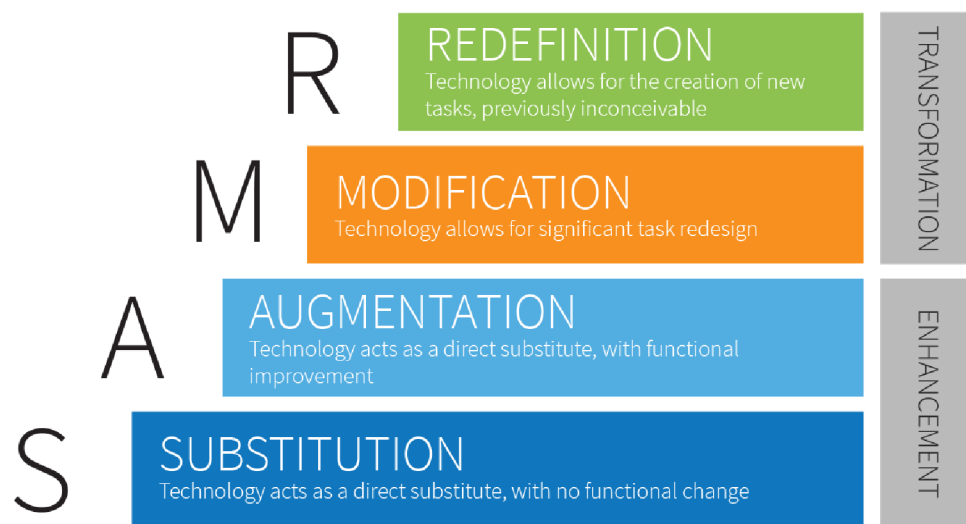 R
REDEFINITION
Technology allows for the creation of new
tasks, previously inconceivable
TRANSFORMATION
M
MODIFICATION
Technology allows for significant task redesign
A
AUGMENTATION
Technology acts as a direct substitute, with functional
improvement
ENHANCEMENT
S
SUBSTITUTION
Technology acts as a direct substitute, with no functional change